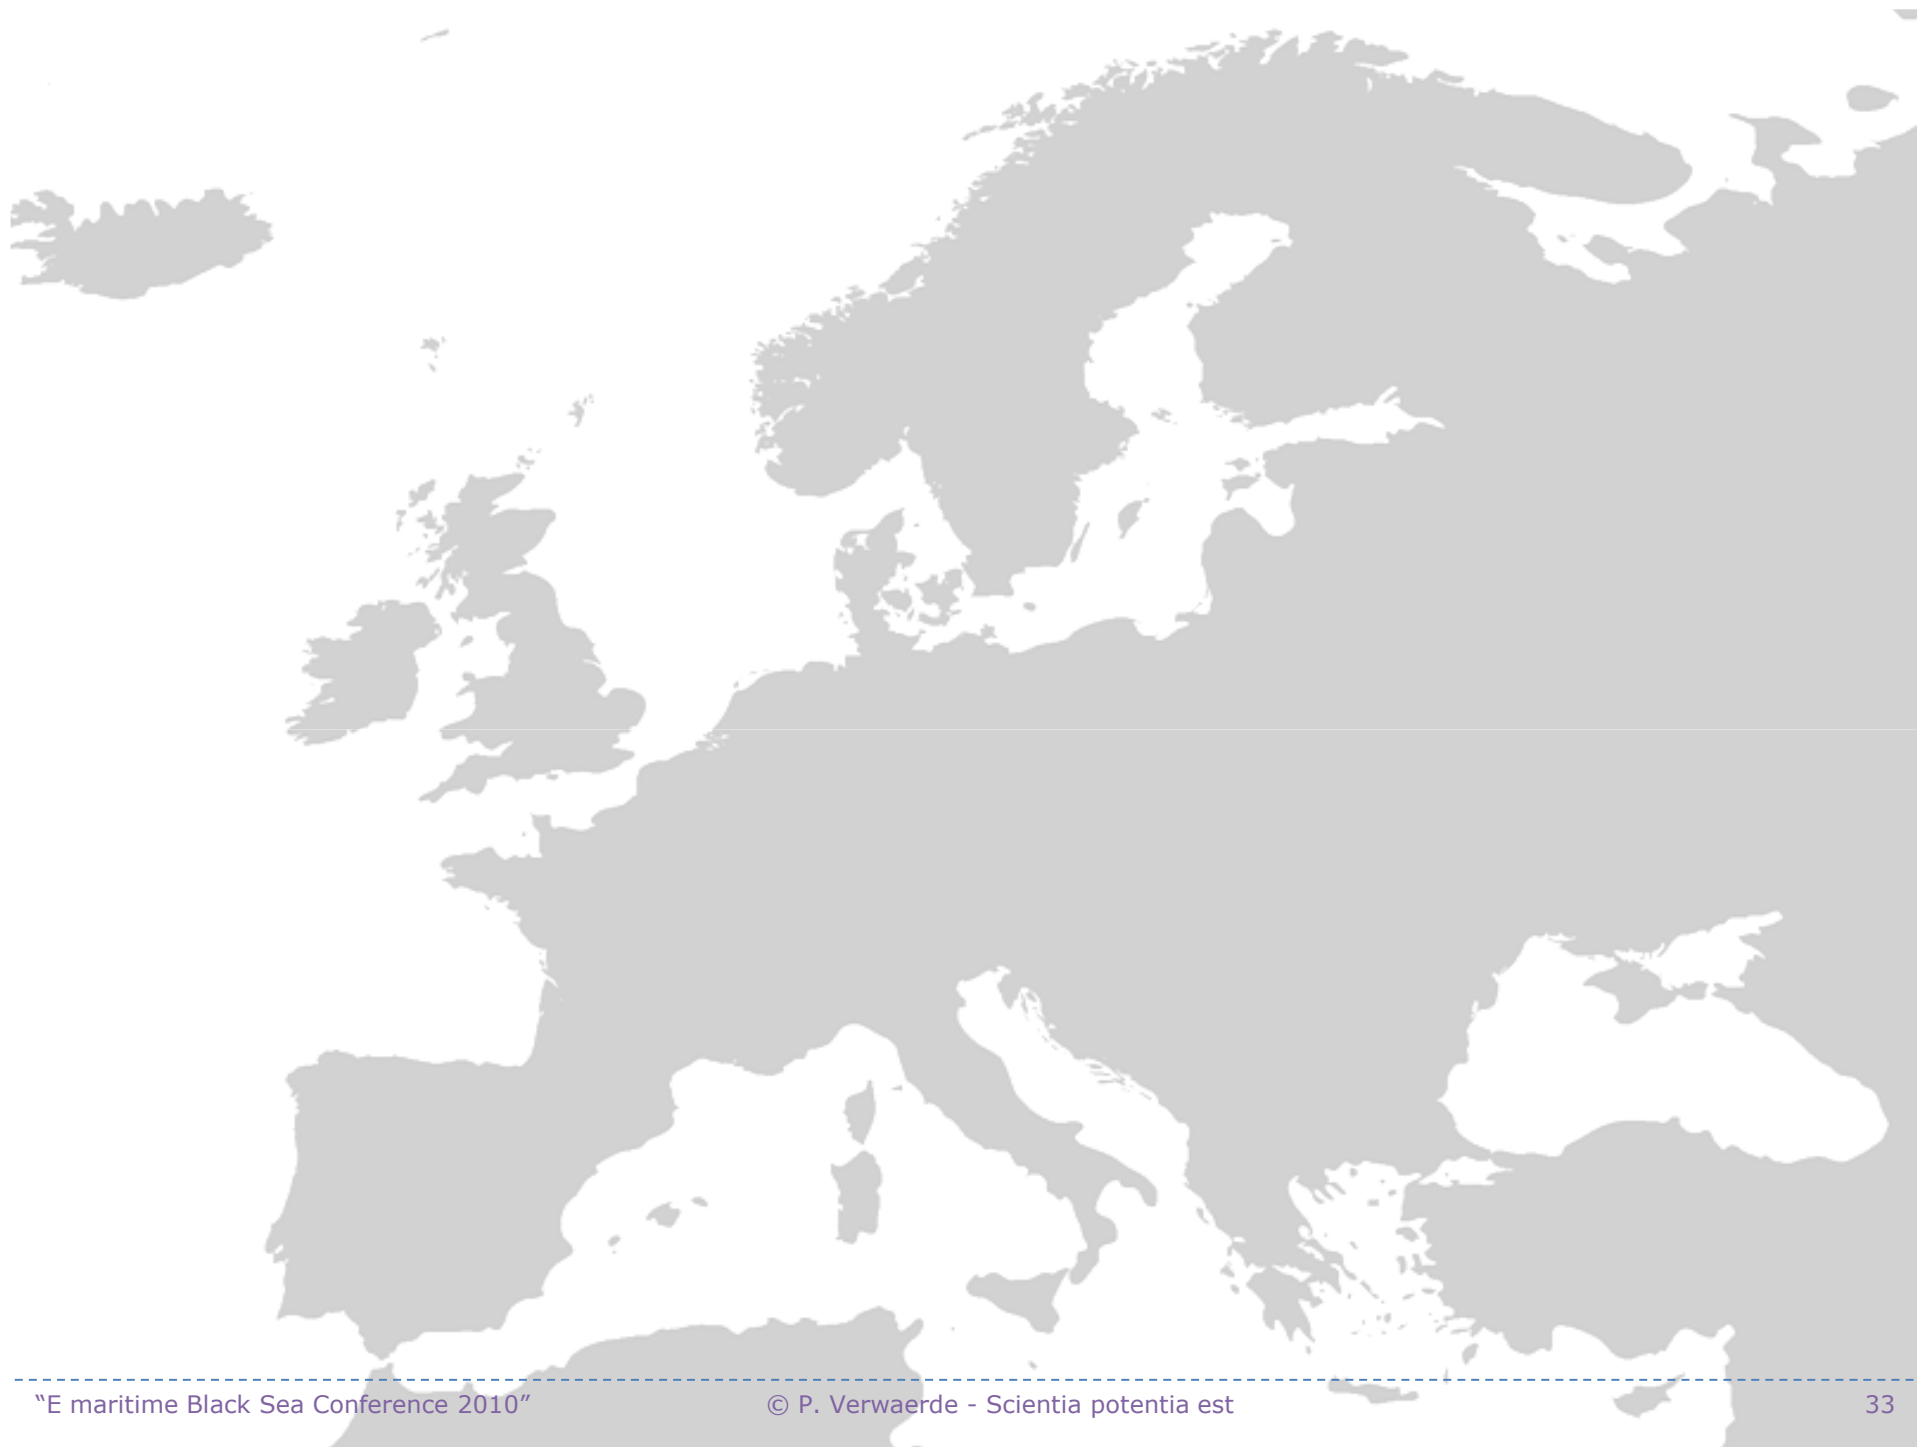 “E maritime Black Sea Conference 2010” © P. Verwaerde - Scientia potentia est 33